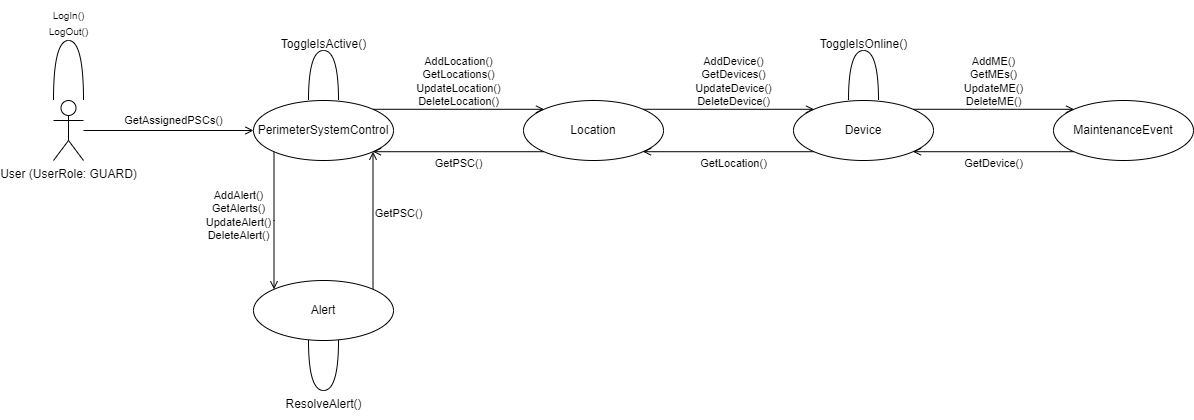 LogIn()
LogOut()
User (UserRole: GUARD)
GetAssignedPSCs()
ToggleIsActive()
PerimeterSystemControl
AddLocation()
GetLocations()
UpdateLocation()
DeleteLocation()
GetPSC()
Location
AddDevice()
GetDevices()
UpdateDevice()
DeleteDevice()
GetLocation()
ToggleIsOnline()
Device
AddME()
GetMEs()
UpdateME()
DeleteME()
GetDevice()
MaintenanceEvent
AddAlert()
GetAlerts()
UpdateAlert()
DeleteAlert()
GetPSC()
Alert
ResolveAlert()